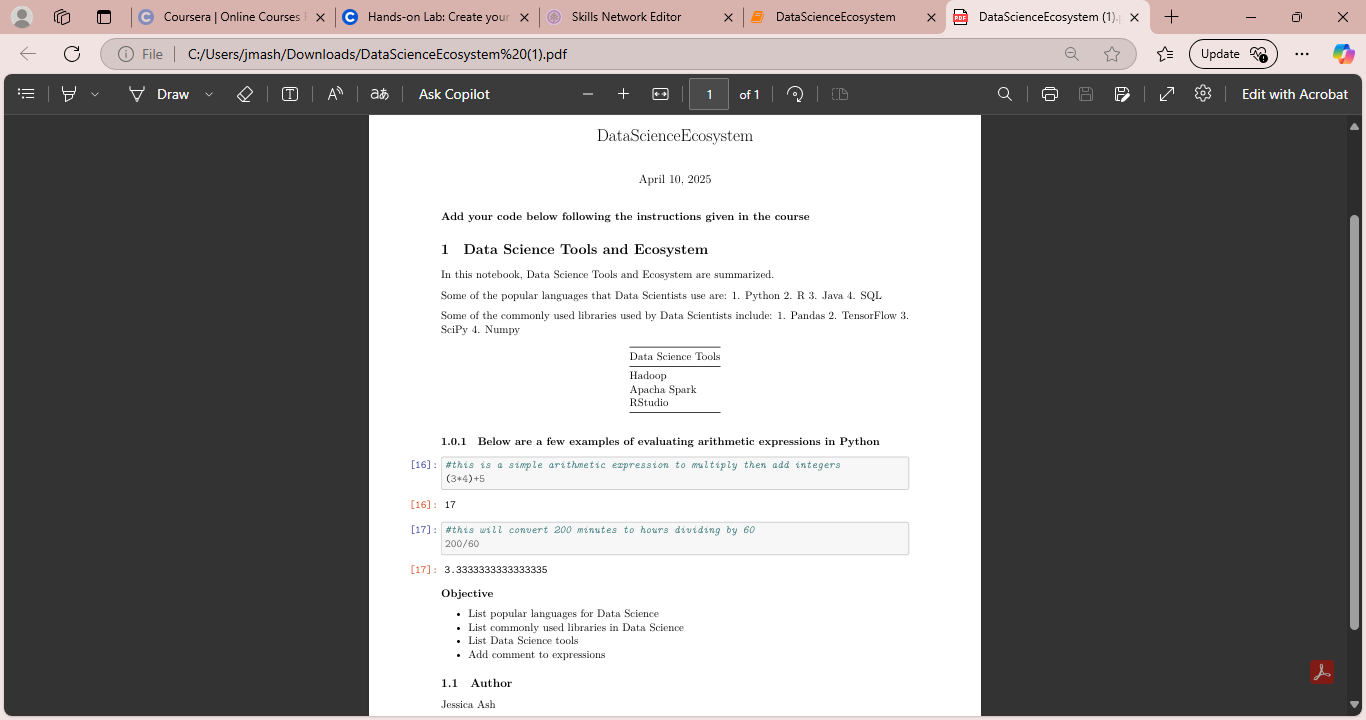 Coursera | Online Courses
Hands-on Lab: Create your
Skills Network Editor
DataScienceEcosystem
DataScienceEcosystem (1).
File
C:/Users/jmash/Downloads/DataScienceEcosystem%20(1).pdf
Update
Draw
Ask Copilot
1 of 1
Edit with Acrobat
DataScienceEcosystem
April 10, 2025
Add your code below following the instructions given in the course
1 Data Science Tools and Ecosystem
In this notebook, Data Science Tools and Ecosystem are summarized.
Some of the popular languages that Data Scientists use are: 1. Python 2. R 3. Java 4. SQL
Some of the commonly used libraries used by Data Scientists include: 1. Pandas 2. TensorFlow 3.
SciPy 4. Numpy
Data Science Tools
Hadoop
Apacha Spark
RStudio
1.0.1 Below are a few examples of evaluating arithmetic expressions in Python
[16]: #this is a simple arithmetic expression to multiply then add integers
(3*4)+5
[16]: 17
[17]: #this will convert 200 minutes to hours dividing by 60
200/60
[17]: 3.3333333333333335
Objective
• List popular languages for Data Science
• List commonly used libraries in Data Science
• List Data Science tools
• Add comment to expressions
1.1 Author
Jessica Ash